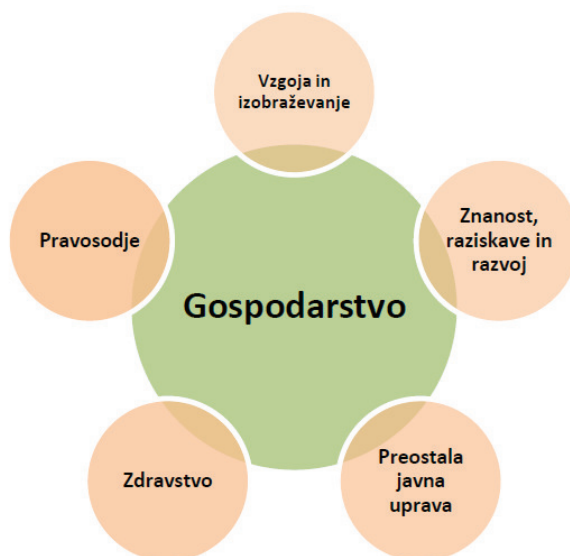 Vzgoja in
izobraževanje
Pravosodje
Znanost,
raziskave in
razvoj
Gospodarstvo
Zdravstvo
Preostala
javna
uprava